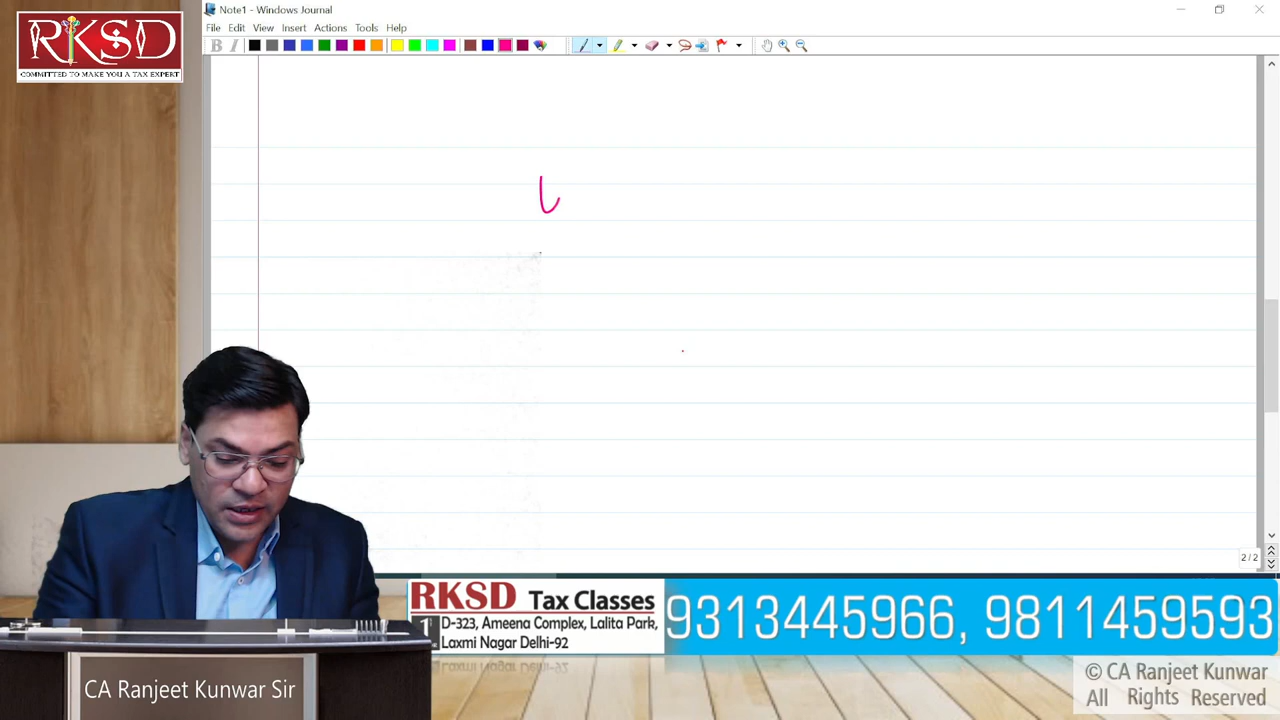 RKSD
COMMITTED TO MAKE YOU A TAX EXPERT
Note1 - Windows Journal
File Edit View Insert Actions Tools Help
B I
2 / 2
RKSD Tax Classes
D-323, Ameena Complex, Lalita Park,
Laxmi Nagar Delhi-92
9313445966, 9811459593
CA Ranjeet Kunwar Sir
© CA Ranjeet Kunwar
All Rights Reserved